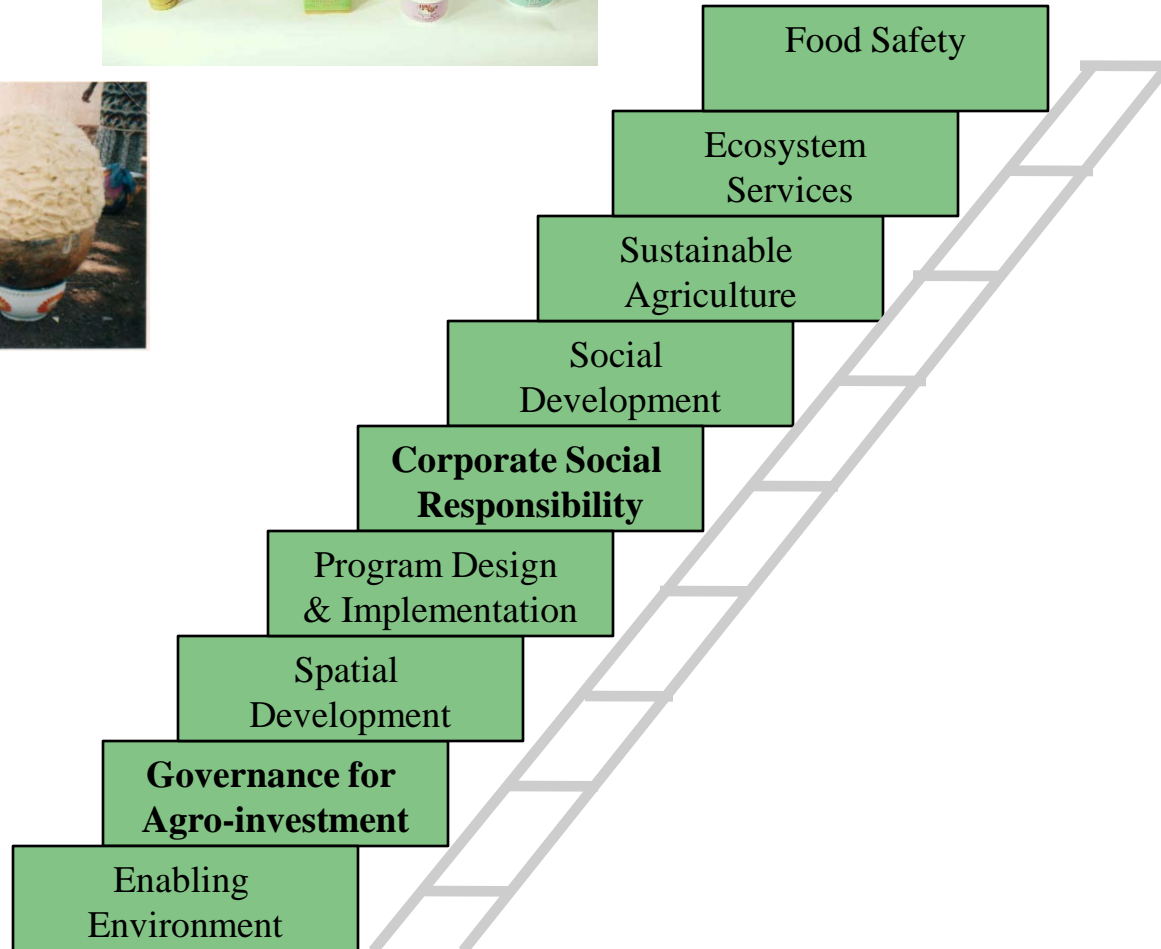 Food Safety
Ecosystem
Services
Sustainable
Agriculture
Social
Development
Corporate Social
Responsibility
Program Design
& Implementation
Spatial
Development
Governance for
Agro-investment
Enabling
Environment